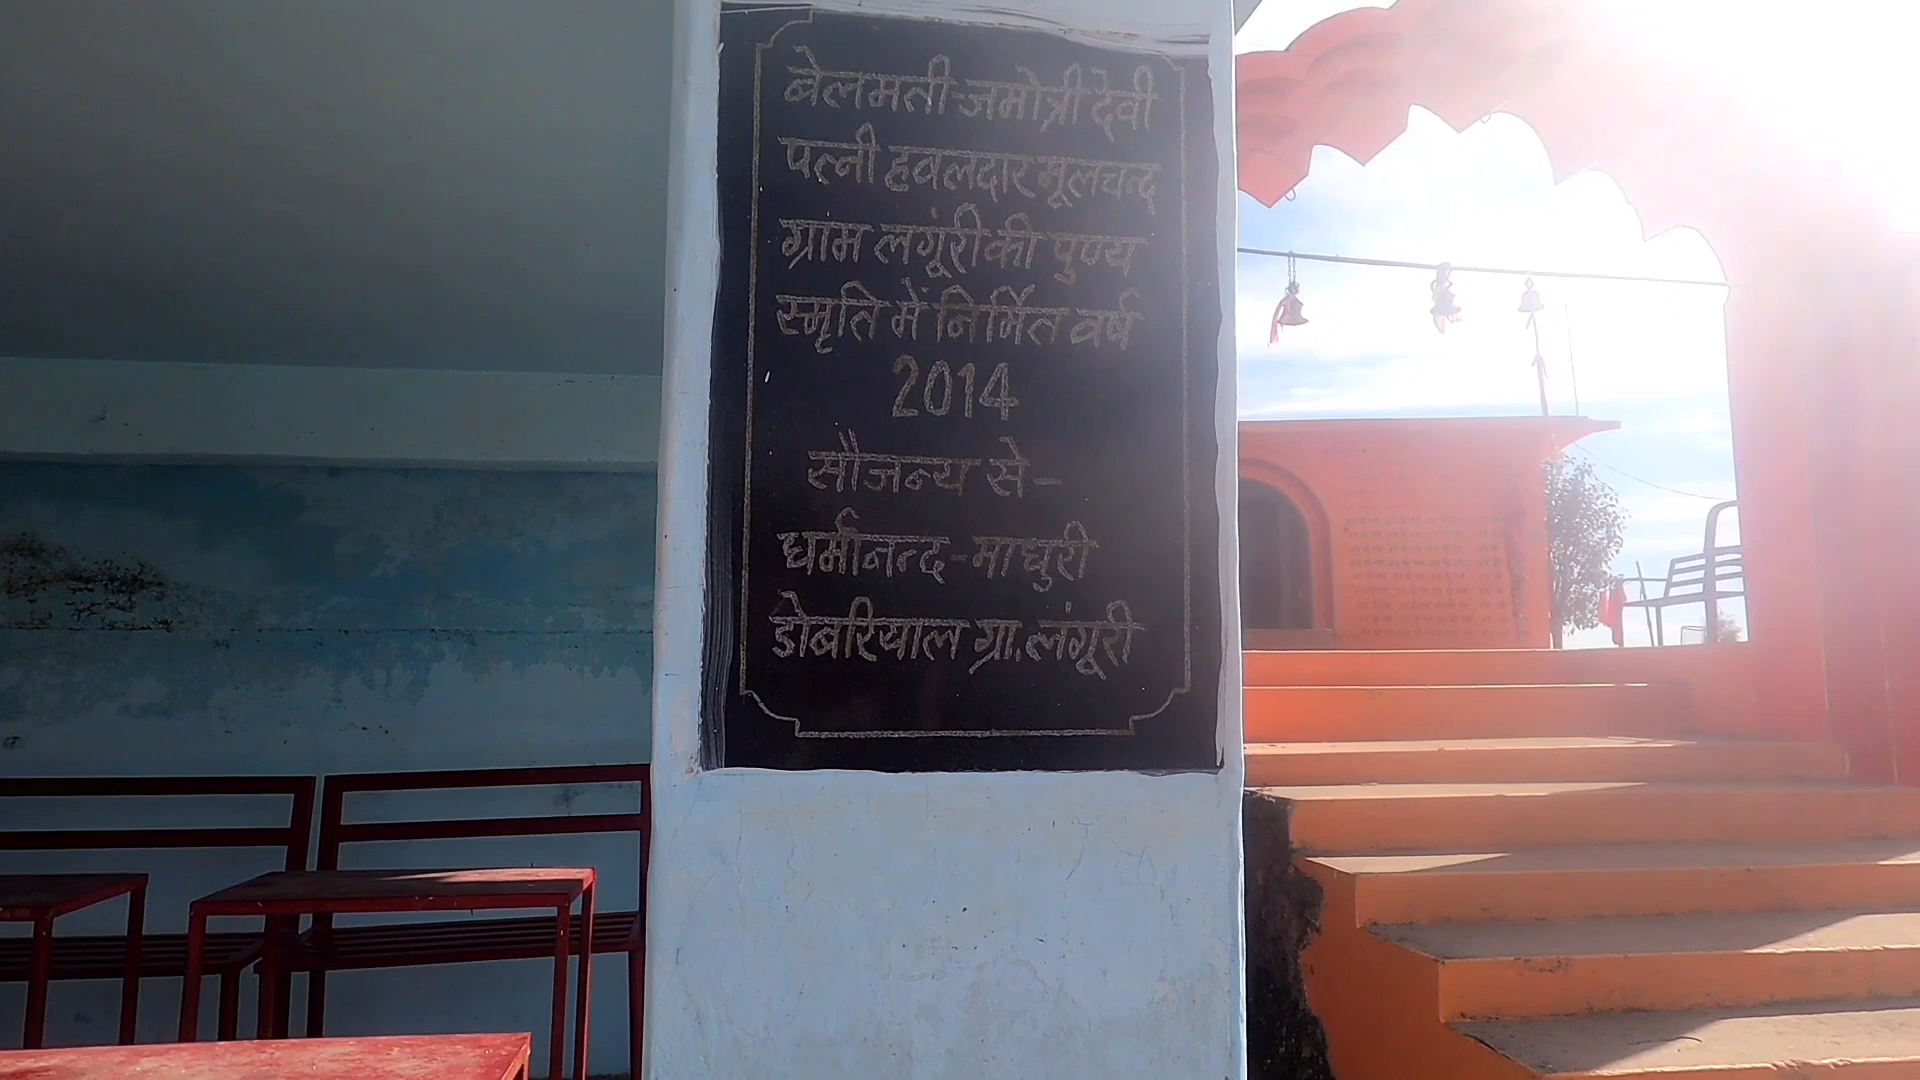 बेलमती-जमोत्री देवी
पत्नी हवलदार मूलचन्द
ग्राम लंगूरी की पुण्य
स्मृति में निर्मित वर्ष
2014
सौजन्य से-
धर्मानन्द-माधुरी
डोबरियाल ग्रा.लंगूरी